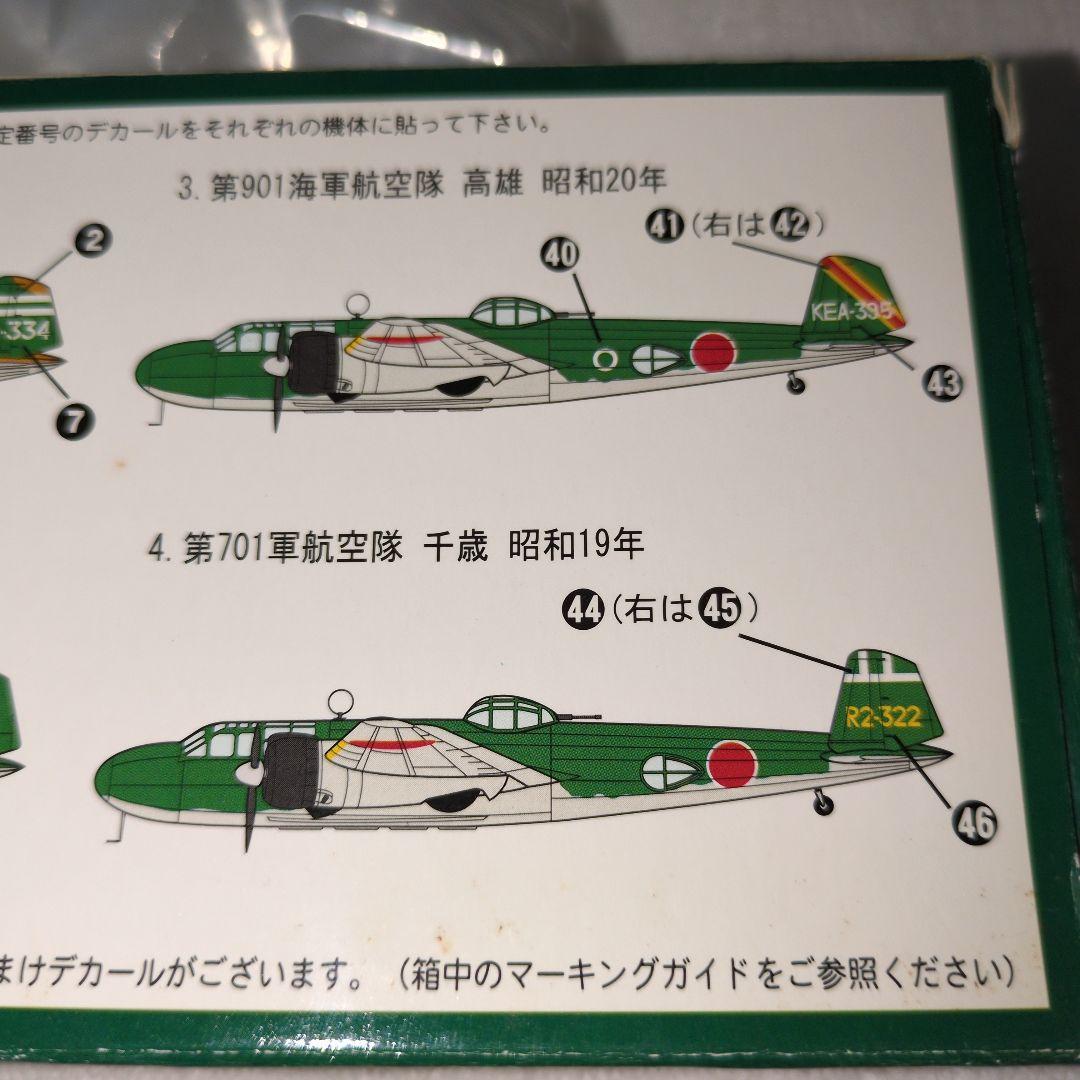 定番号のデカールをそれぞれの機体に貼って下さい。
3. 第901海軍航空隊 高雄 昭和20年
41(右は42)
40
2
-334
KEA-395
43
7
4. 第701軍航空隊 千歳 昭和19年
44(右は45)
R2-322
46
まけデカールがございます。(箱中のマーキングガイドをご参照ください)